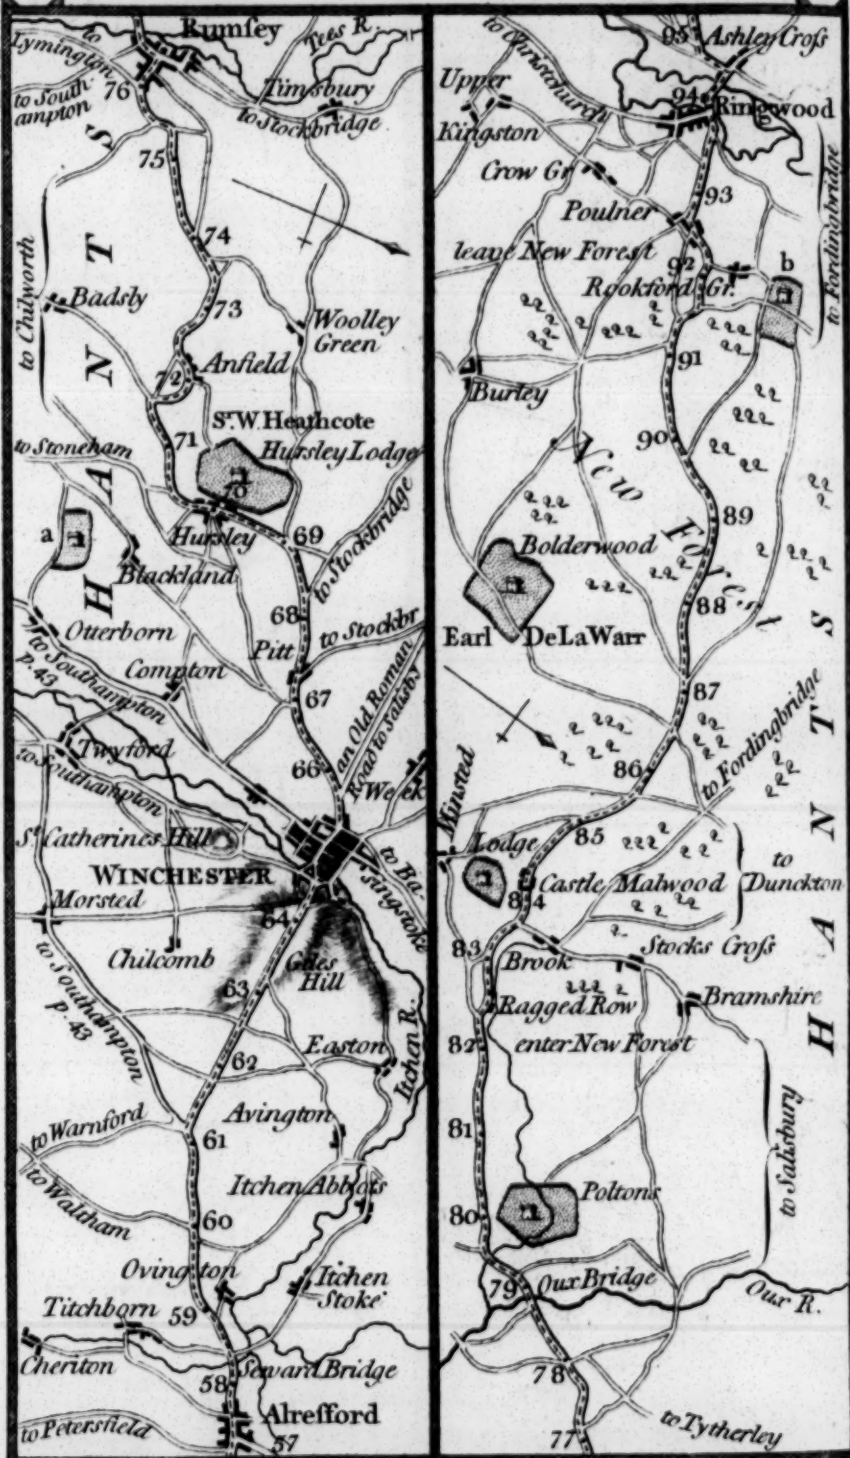 Rumsey
Tees R.
to
Lymington
76
Timsbury
to South
ampton
to Stockbridge
75
S
74
to Chilworth
T
Badsly
73
Woolley
Green
N
72
Anfield
Sr. W. Heathcote
71
Hursley Lodge
to Stoneham
70
A
a
Hursley
69
to Stockbridge
Blackland
H
68
Otterborn
to Stockbr
Pitt
to Southampton
p. 43
Compton
67
an Old Roman
Road to Salisby
Twyford
66
Week
to Southampton
St. Catherines Hill
WINCHESTER
to Ba-
singstoke
Morsted
64
Chilcomb
Giles
Hill
63
to Southampton
p. 43
62
Easton
Itchen R.
Avington
to Warnford
61
Itchen Abbots
to Waltham
60
Ovington
Itchen
Stoke
Titchborn
59
Cheriton
Seward Bridge
58
Alresford
to Petersfield
57
to Christchurch
95
Ashley Cross
Upper
Kingston
94
Ringwood
Crow Gr
93
Poulner
to Fordingbridge
leave New Forest
92
b
Rookford Gr.
91
Burley
90
New Forest
89
Bolderwood
88
Earl DeLaWarr
S
87
to Fordingbridge
T
86
Minsted
85
Lodge
N
to
Dunckton
84
Castle Malwood
83
Brook
Stocks Cross
A
Ragged Row
Bramshire
82
enter New Forest
H
81
to Salisbury
80
Poltons
79
Oux Bridge
Oux R.
78
to Tytherley
77